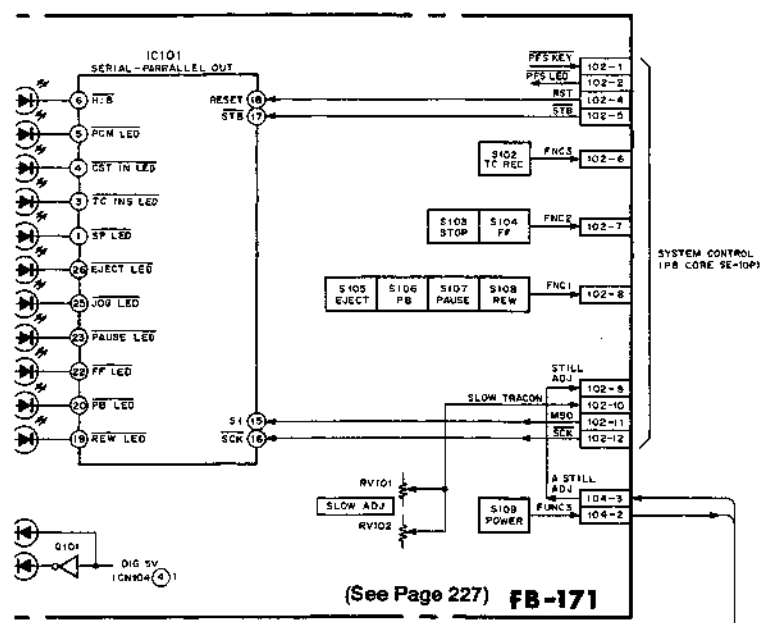 IC101
SERIAL-PARRALLEL OUT
6 HiB
5 PCM LED
4 CST IN LED
3 TC INS LED
1 SP LED
26 EJECT LED
25 JOG LED
23 PAUSE LED
22 FF LED
20 PB LED
19 REW LED
RESET 18
STB 17
SI 15
SCK 16
PFS KEY 102-1
PFS LED 102-2
RST 102-4
STB 102-5
S102
TC REC
FNC3 102-6
S103
STOP
S104
FF
FNC2 102-7
S105
EJECT
S106
PB
S107
PAUSE
S108
REW
FNC1 102-8
SYSTEM CONTROL
(PB CORE SE-10P)
STILL
ADJ
102-9
SLOW TRACON 102-10
MSO 102-11
SCK 102-12
RV101
SLOW ADJ
RV102
A STILL
ADJ
104-3
S109
POWER
FUNC3 104-2
Q101
DIG 5V
(CN104 4)
(See Page 227) FB-171